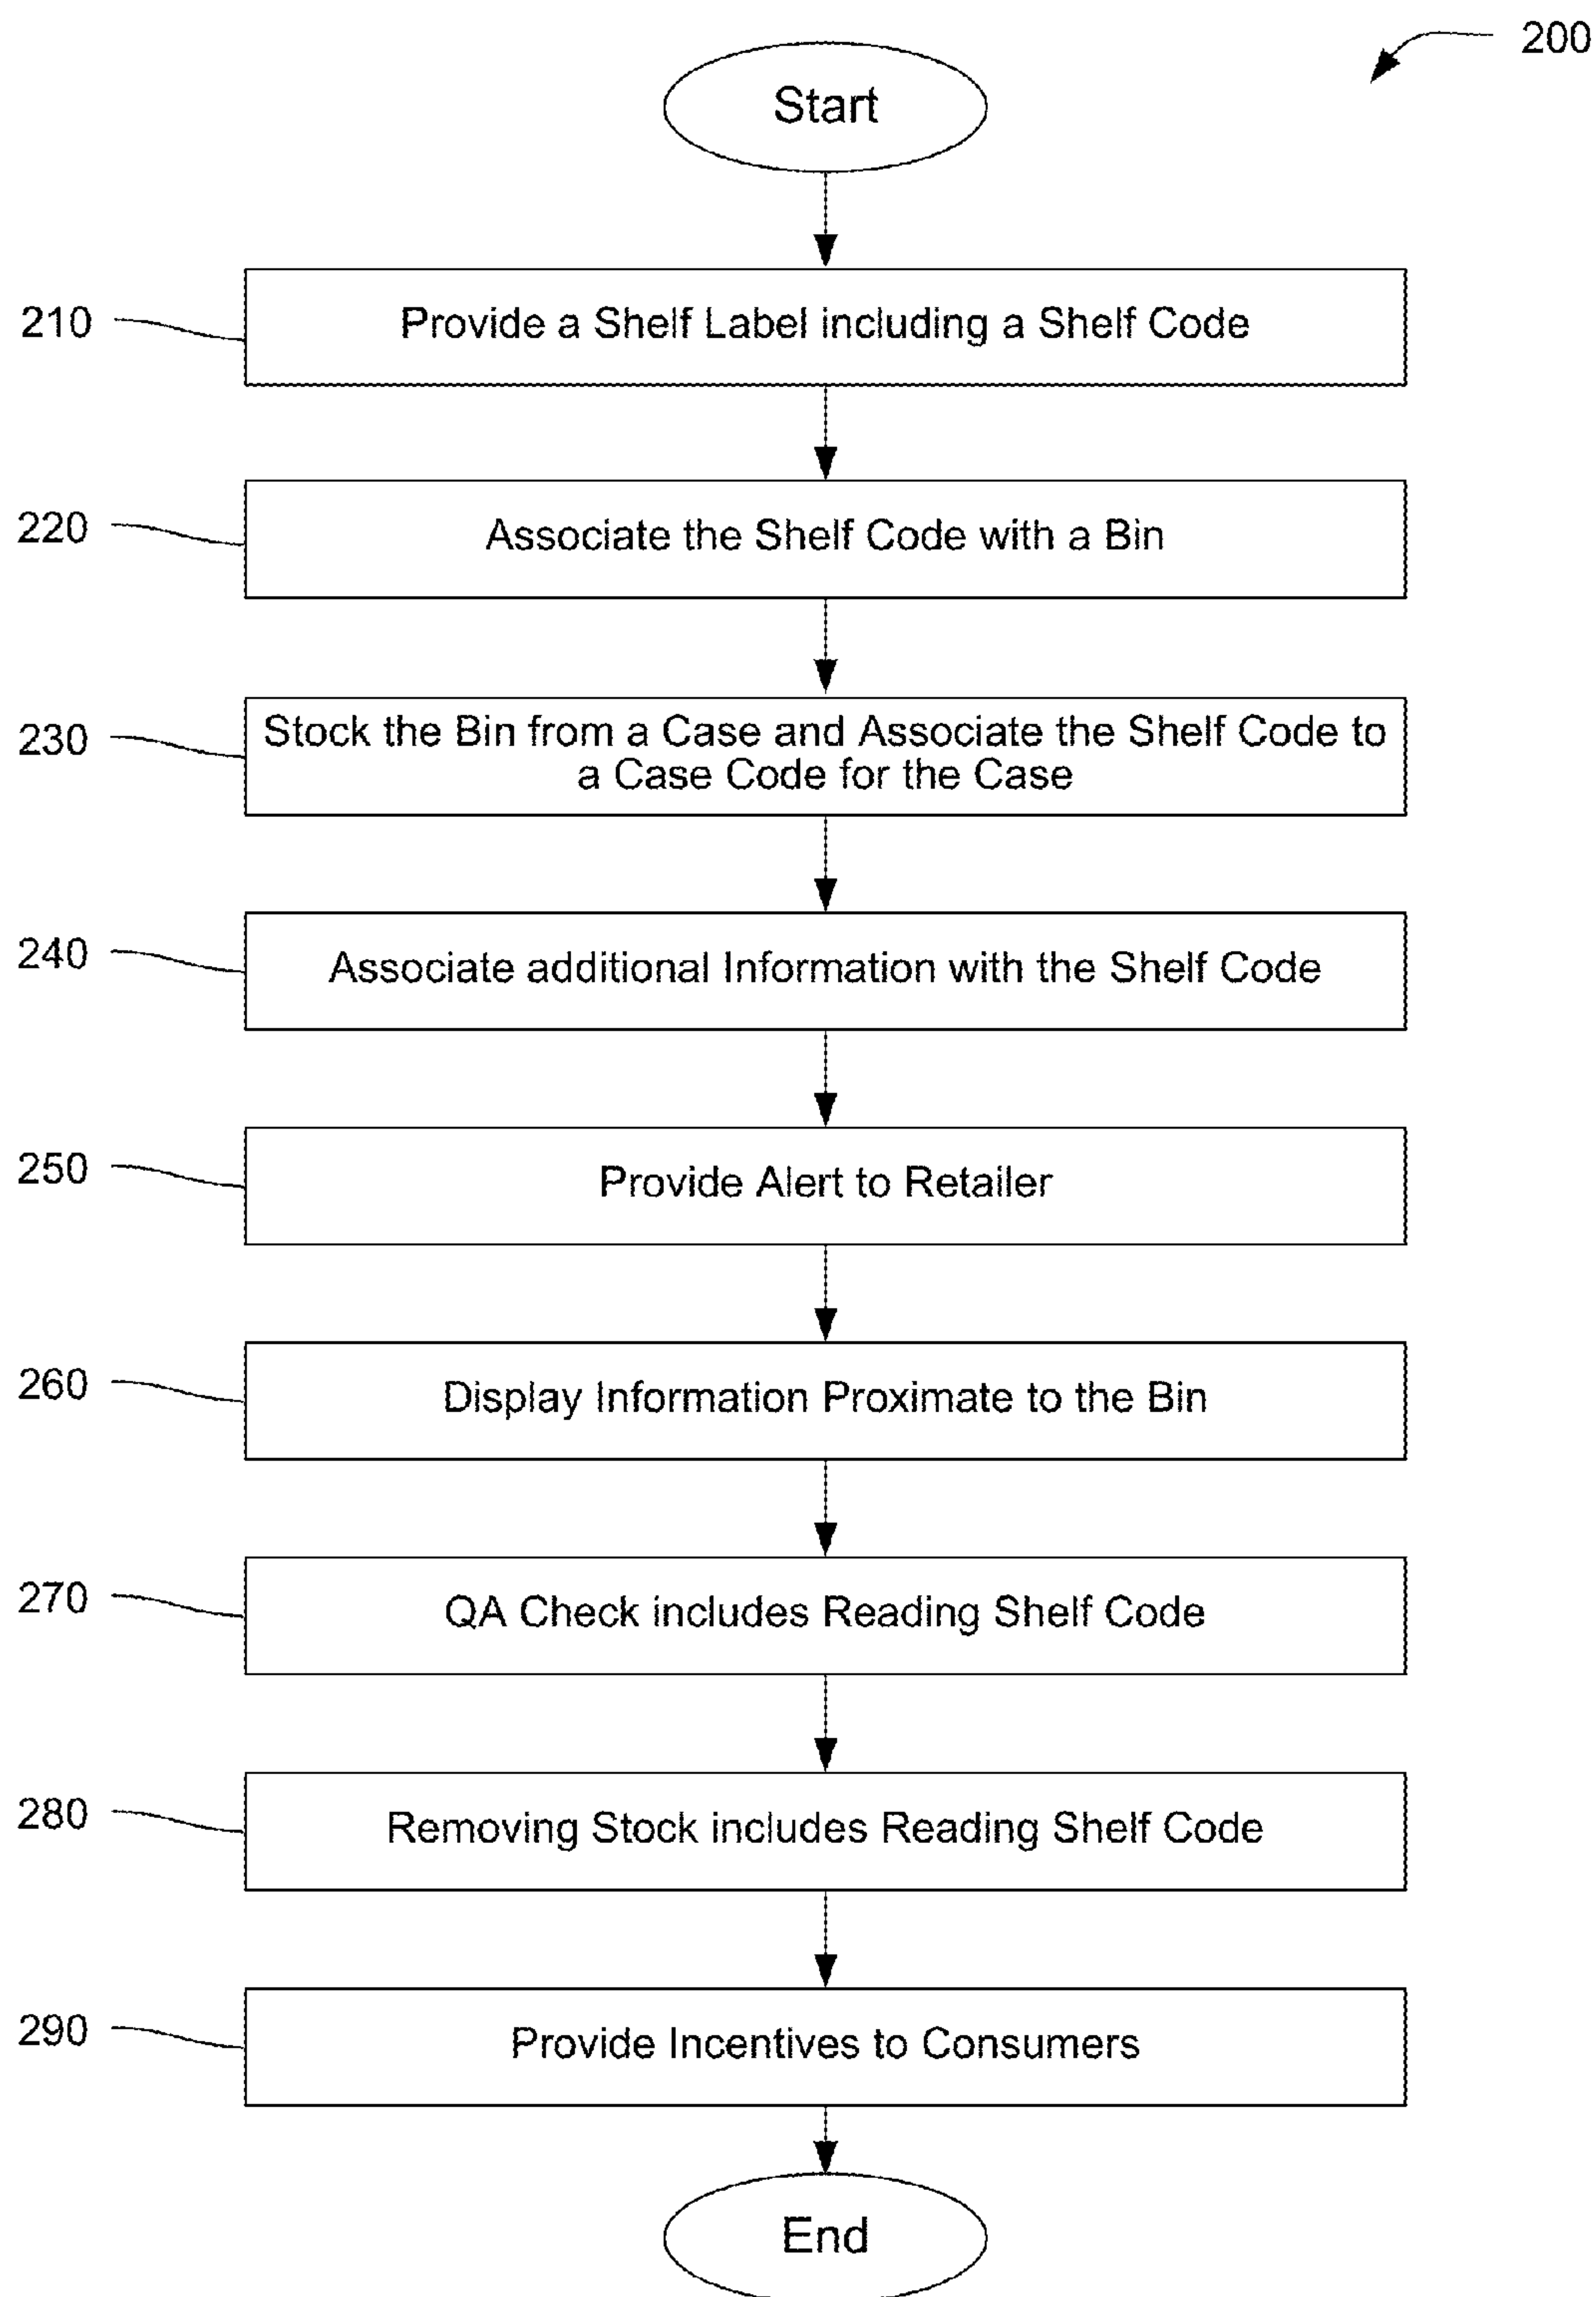 200
Start
210
Provide a Shelf Label including a Shelf Code
220
Associate the Shelf Code with a Bin
230
Stock the Bin from a Case and Associate the Shelf Code to
a Case Code for the Case
240
Associate additional Information with the Shelf Code
250
Provide Alert to Retailer
260
Display Information Proximate to the Bin
270
QA Check includes Reading Shelf Code
280
Removing Stock includes Reading Shelf Code
290
Provide Incentives to Consumers
End